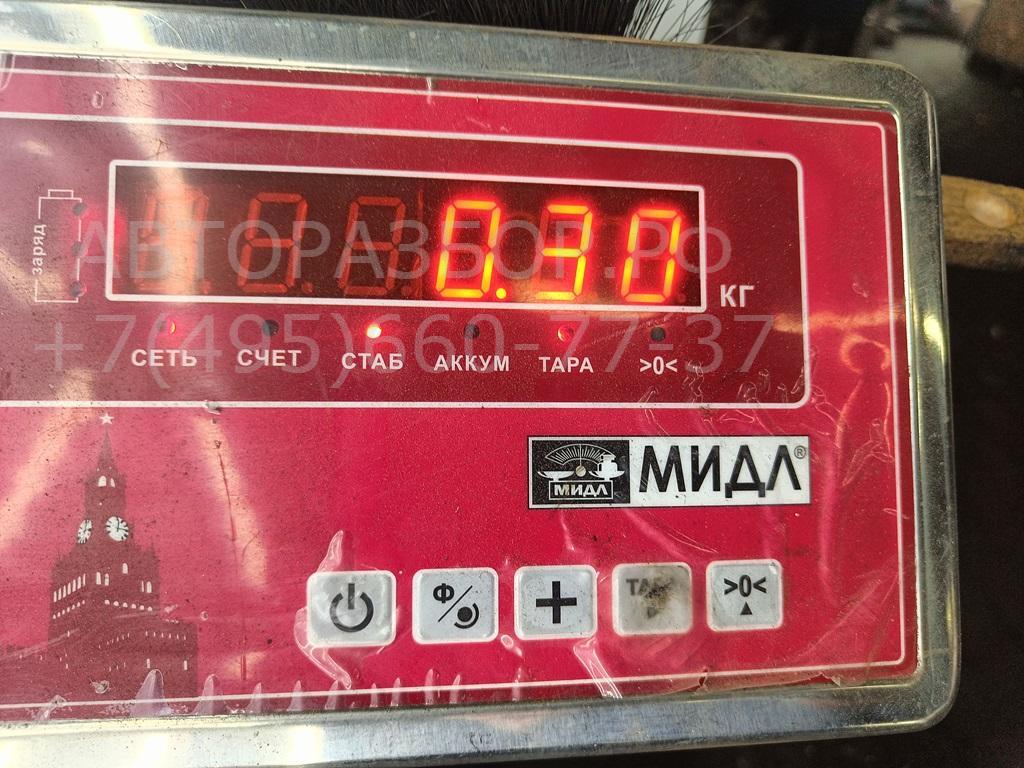 0.30
КГ
заряд
АВТОРАЗБОР.РФ
+7(495)660-77-37
СЕТЬ СЧЕТ СТАБ АККУМ ТАРА >0<
МИДЛ МИДЛ®
Ф
+
>0<